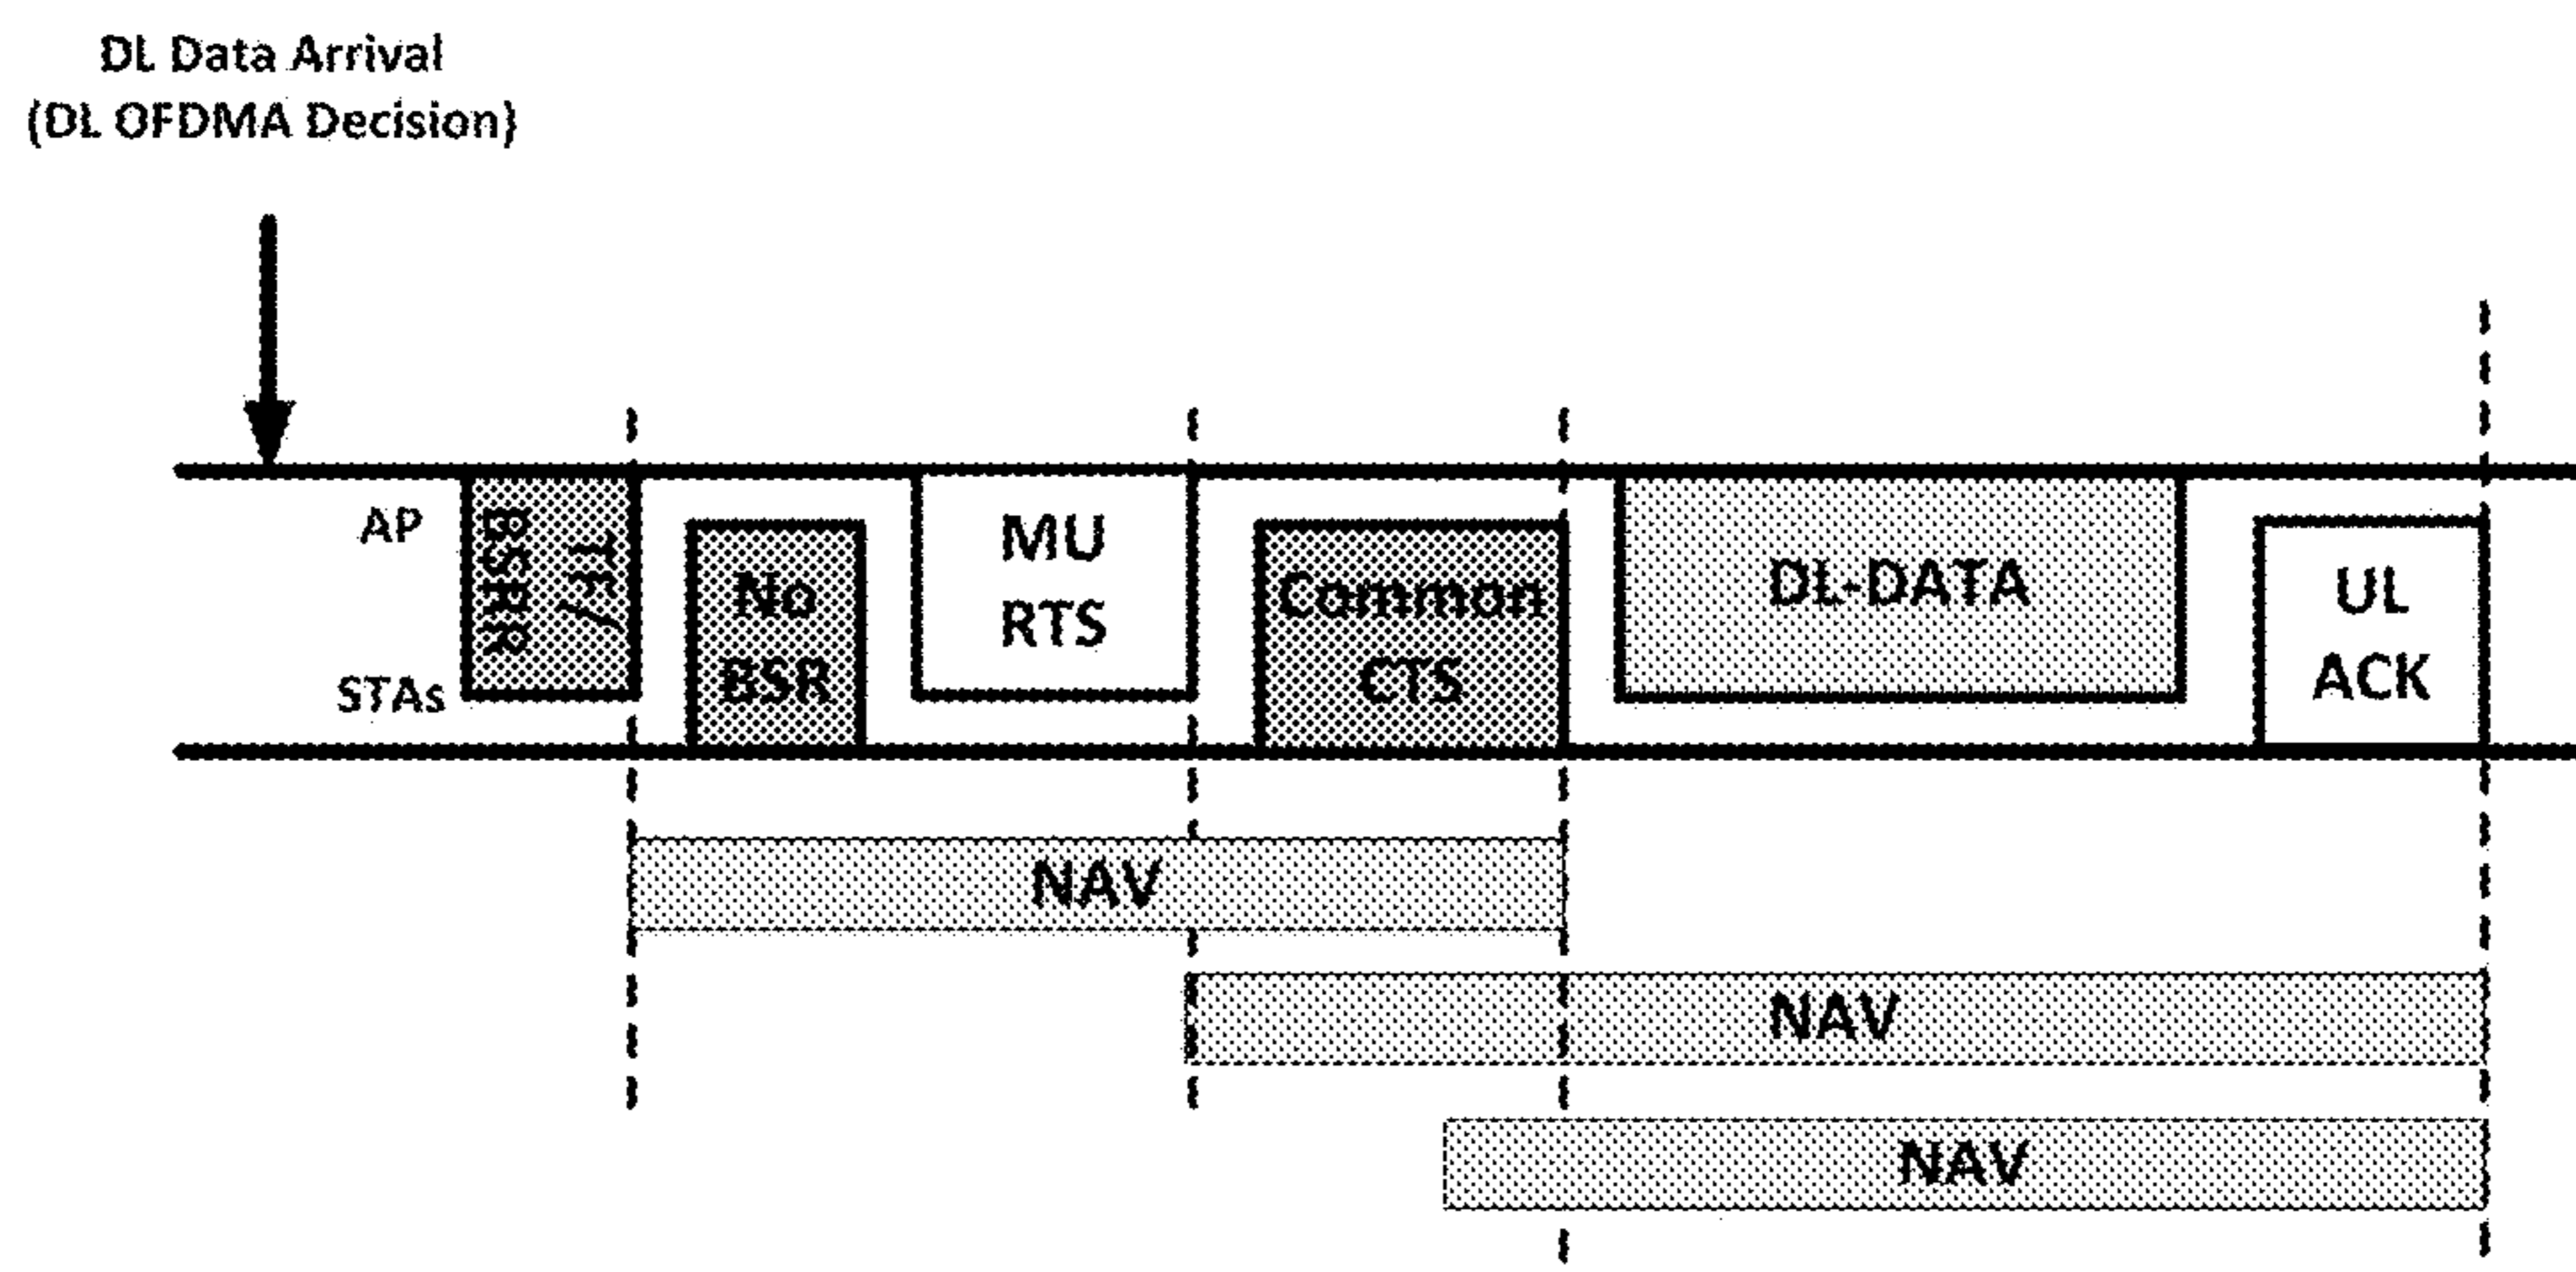 DL Data Arrival
(DL OFDMA Decision)
AP
STAs
TF/
BSRR
No
BSR
MU
RTS
Common
CTS
DL-DATA
UL
ACK
NAV
NAV
NAV